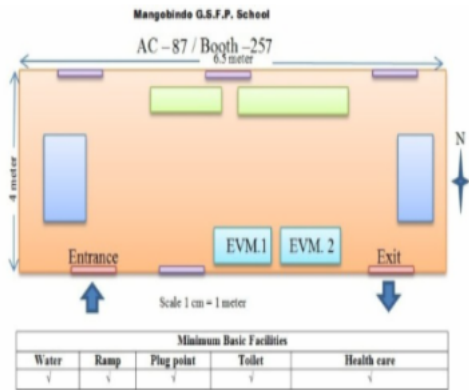 Mangobindo G.S.F.P. School
AC – 87 / Booth –257
6.5 meter
4 meter
N
EVM.1 EVM. 2
Entrance Exit
Scale 1 cm = 1 meter
Minimum Basic Facilities
Water Ramp Plug point Toilet Health care
√ √ √ √ √